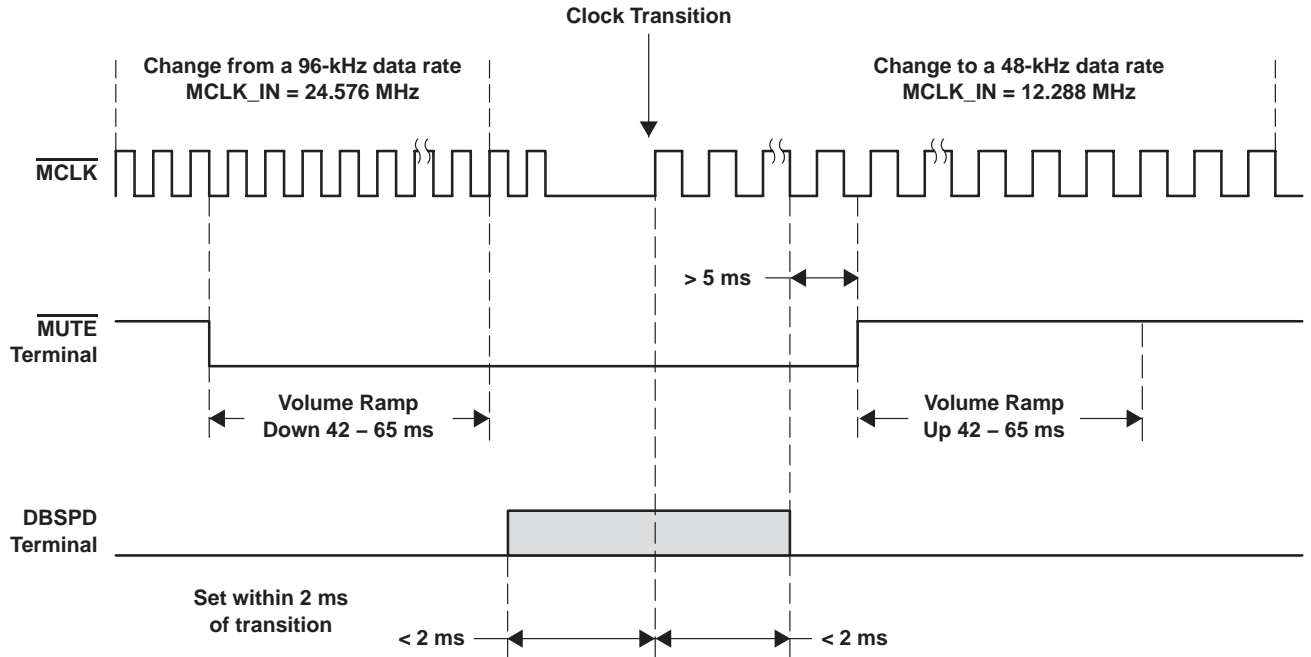 Clock Transition
Change from a 96-kHz data rate
MCLK_IN = 24.576 MHz
Change to a 48-kHz data rate
MCLK_IN = 12.288 MHz
MCLK
> 5 ms
MUTE
Terminal
Volume Ramp
Down 42 – 65 ms
Volume Ramp
Up 42 – 65 ms
DBSPD
Terminal
Set within 2 ms
of transition
< 2 ms
< 2 ms